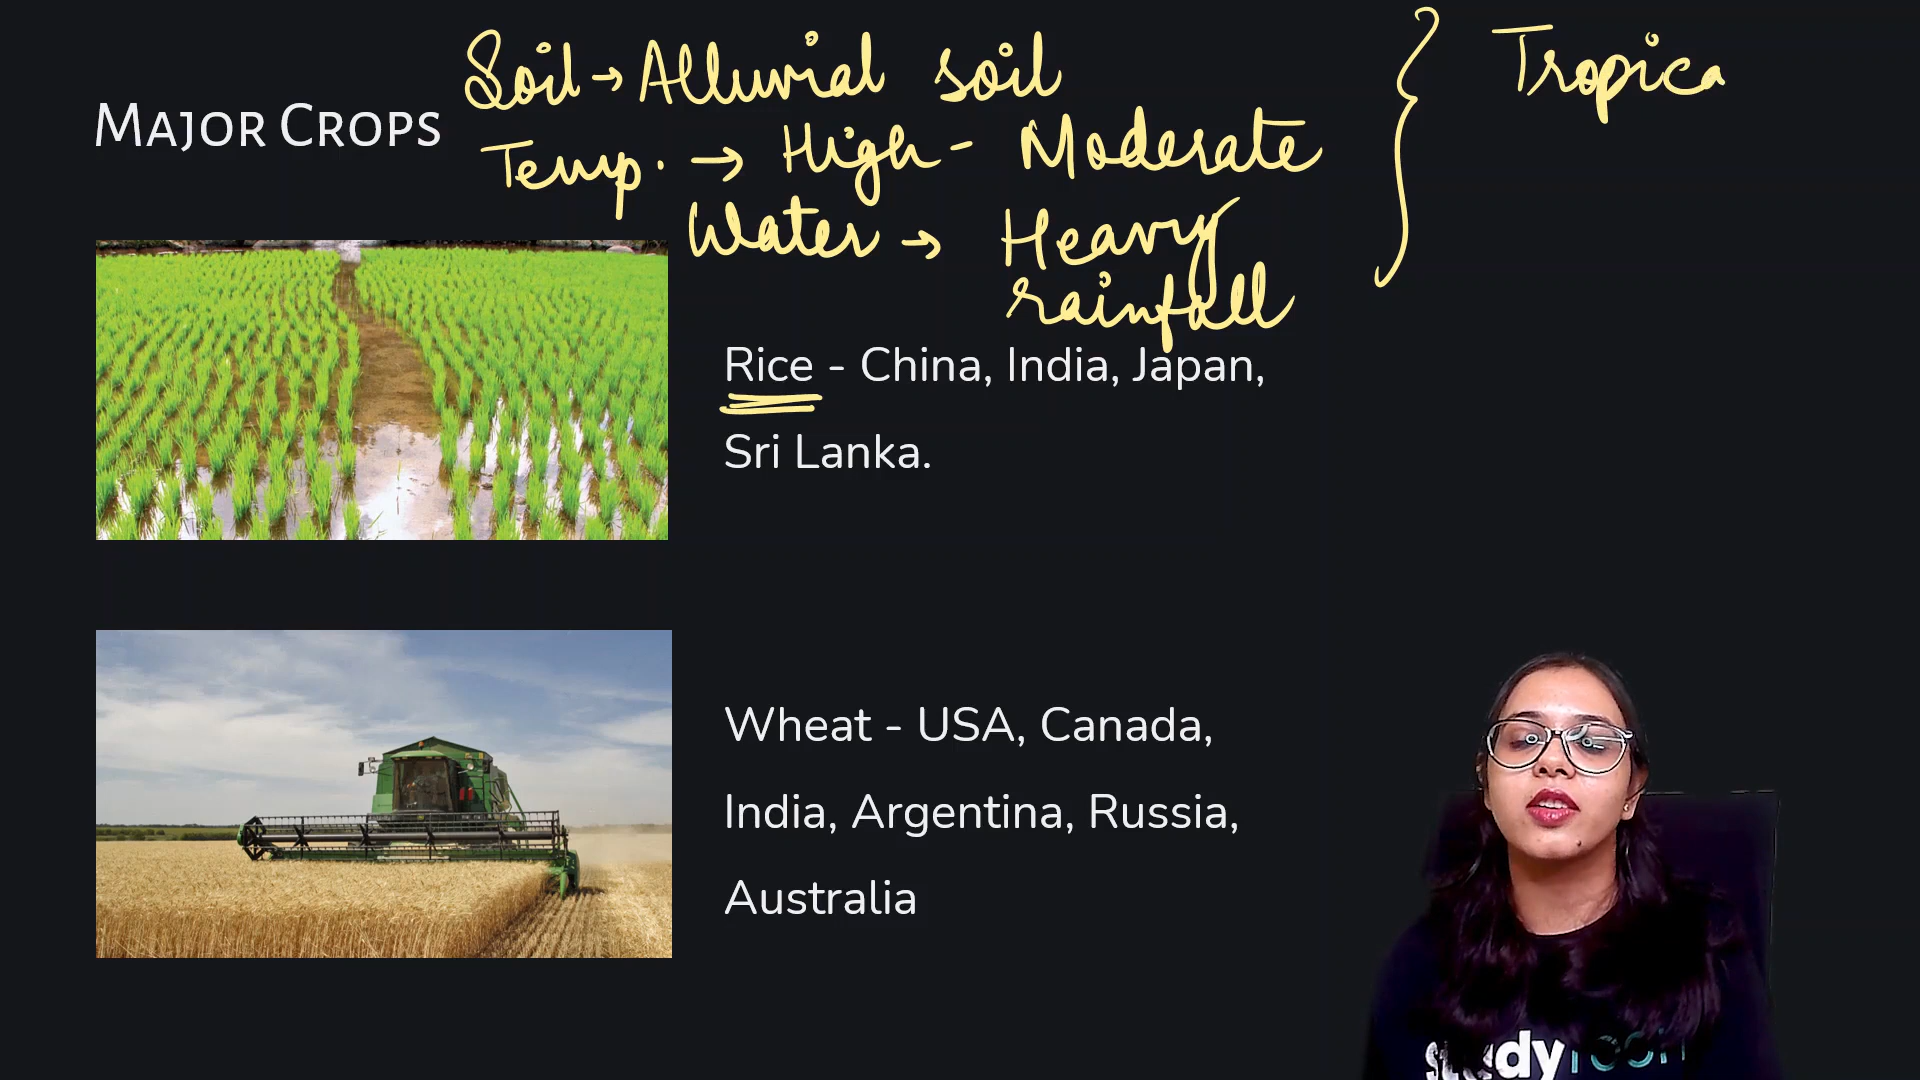 Soil → Alluvial soil
Tropica
MAJOR CROPS
Temp. → High - Moderate
Water → Heavy
rainfall
Rice - China, India, Japan,
Sri Lanka.
Wheat - USA, Canada,
India, Argentina, Russia,
Australia